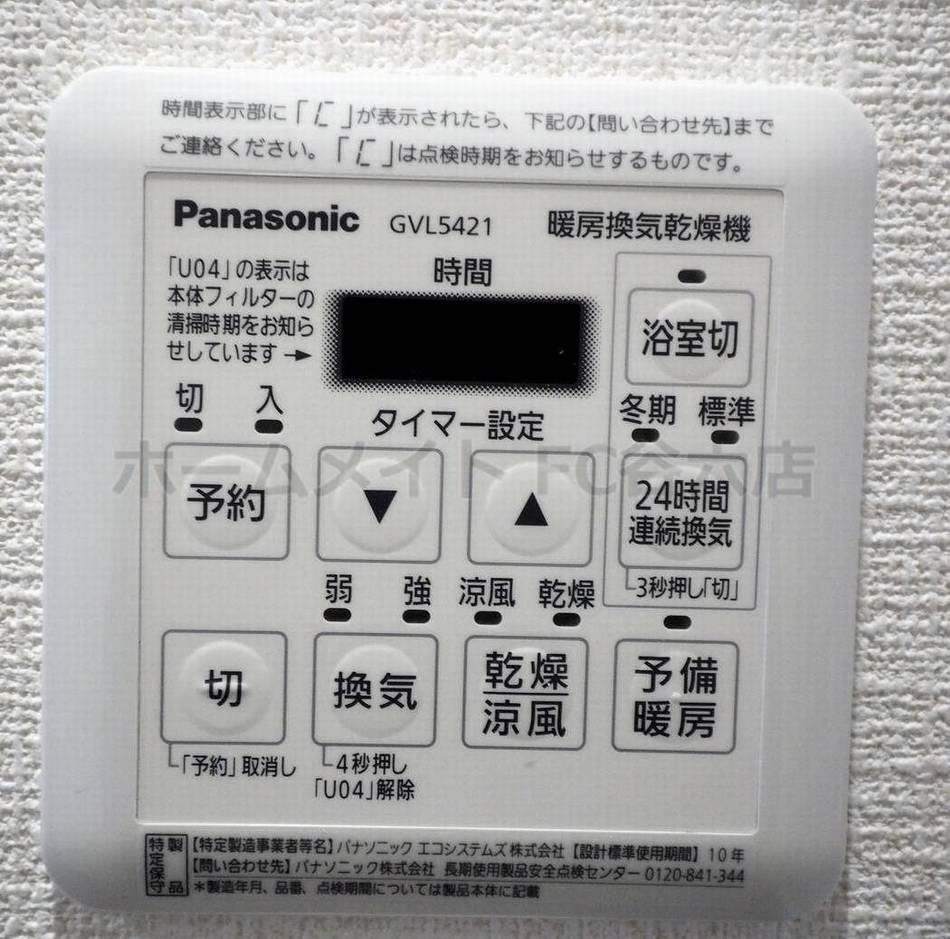 時間表示部に「[」が表示されたら、下記の【問い合わせ先】まで
ご連絡ください。「[」は点検時期をお知らせするものです。
Panasonic GVL5421 暖房換気乾燥機
「U04」の表示は
本体フィルターの
清掃時期をお知ら
せしています→
時間
浴室切
切 入
タイマー設定
冬期 標準
ホームメイトFC谷六店
予約
▼
▲
24時間
連続換気
3秒押し「切」
弱 強 涼風 乾燥
切
換気
乾燥
涼風
予備
暖房
「予約」取消し
4秒押し
「U04」解除
特定保守製品
【特定製造事業者等名】パナソニック エコシステムズ株式会社 【設計標準使用期間】 10年
【問い合わせ先】パナソニック株式会社 長期使用製品安全点検センター 0120-841-344
*製造年月、品番、点検期間については製品本体に記載